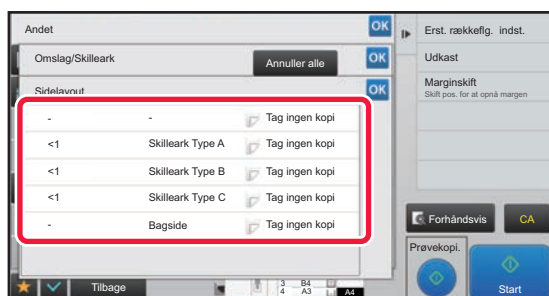 Andet
OK
Omslag/Skilleark
Annuller alle
OK
Sidelayout
OK
- - Tag ingen kopi
<1 Skilleark Type A Tag ingen kopi
<1 Skilleark Type B Tag ingen kopi
<1 Skilleark Type C Tag ingen kopi
- Bagside Tag ingen kopi
Tilbage
3 B4
4 A3
A4
Erst. rækkeflg. indst.
Udkast
Marginskift
Skift pos. for at opnå margen
Forhåndsvis
CA
Prøvekopi.
Start